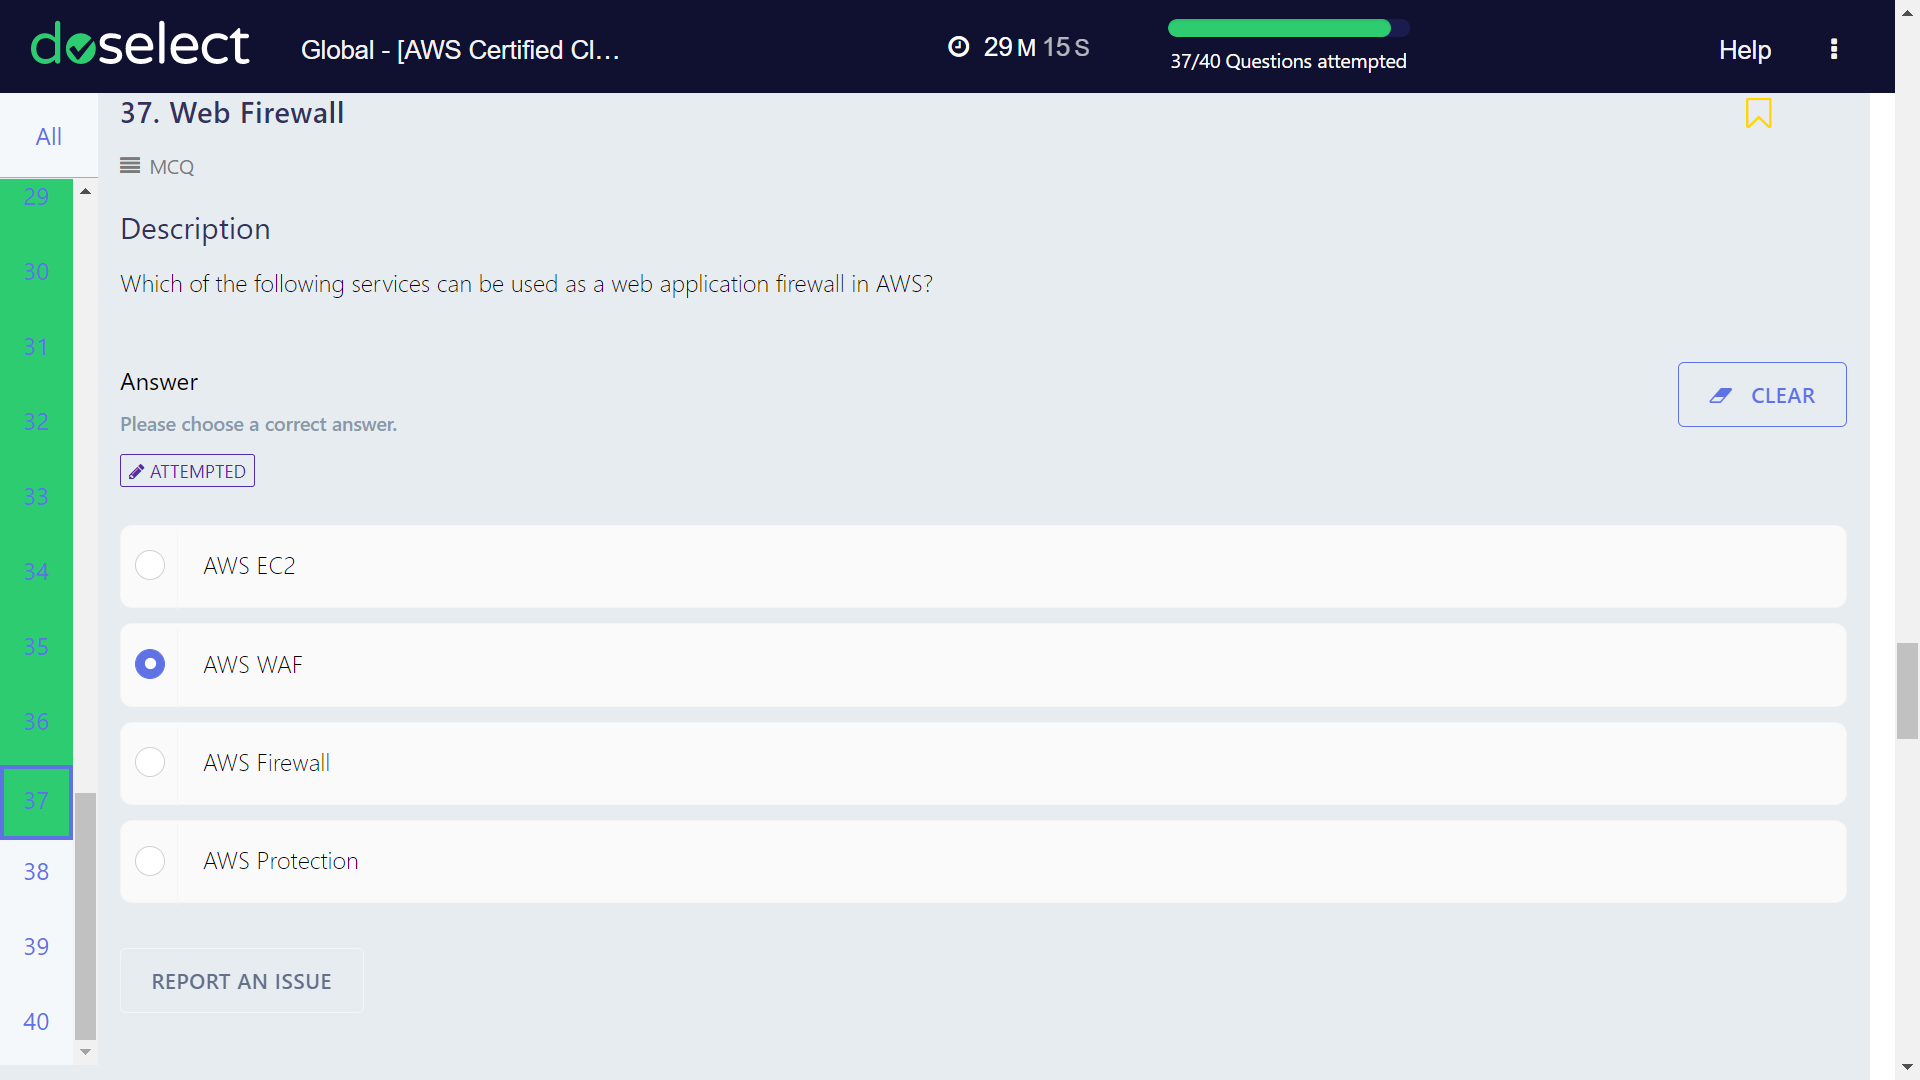 doselect
Global - [AWS Certified Cl...
29 M 15 S
37/40 Questions attempted
Help
All
37. Web Firewall
MCQ
29
Description
30
Which of the following services can be used as a web application firewall in AWS?
31
Answer
CLEAR
32
Please choose a correct answer.
ATTEMPTED
33
34
AWS EC2
35
AWS WAF
36
AWS Firewall
37
AWS Protection
38
39
REPORT AN ISSUE
40